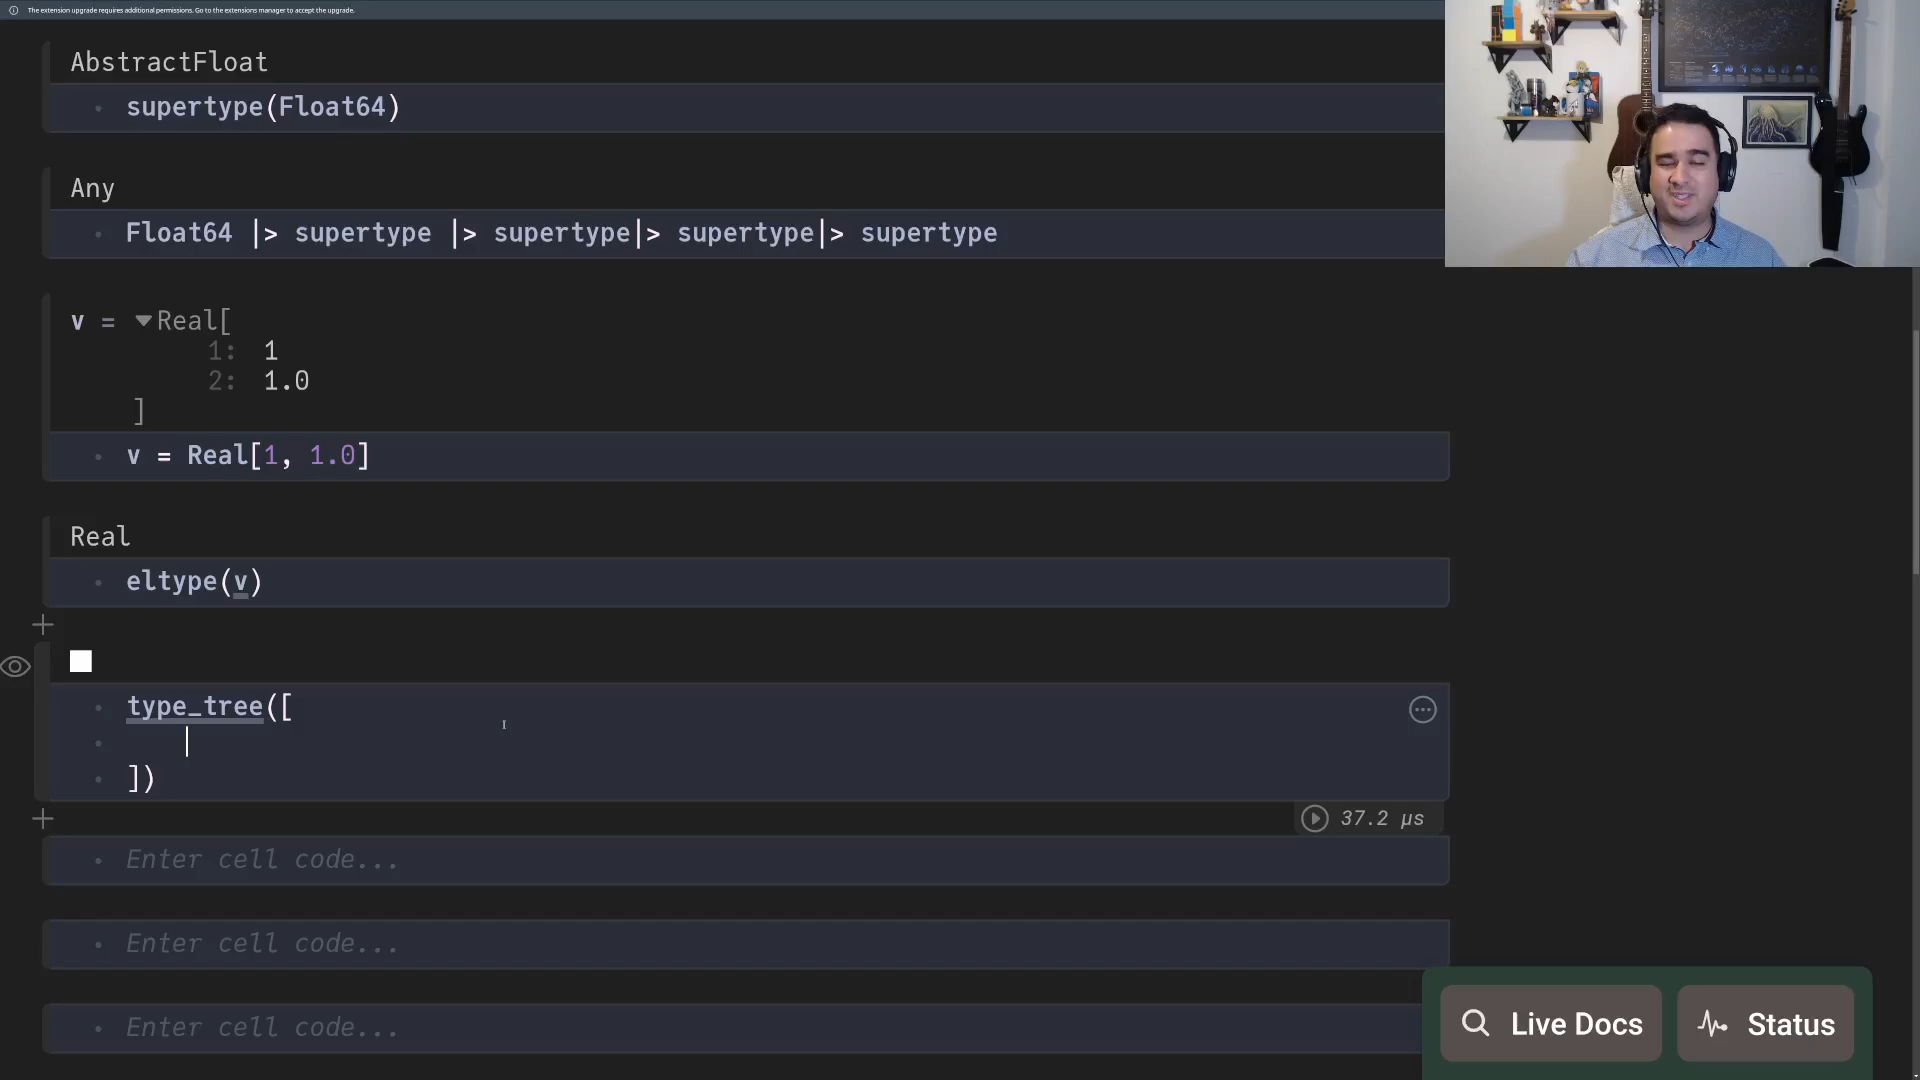 The extension upgrade requires additional permissions. Go to the extensions manager to accept the upgrade.
AbstractFloat
supertype(Float64)
Any
Float64 |> supertype |> supertype|> supertype|> supertype
v = Real[
1: 1
2: 1.0
]
v = Real[1, 1.0]
Real
eltype(v)
type_tree([
])
37.2 μs
Enter cell code...
Enter cell code...
Enter cell code...
Live Docs
Status